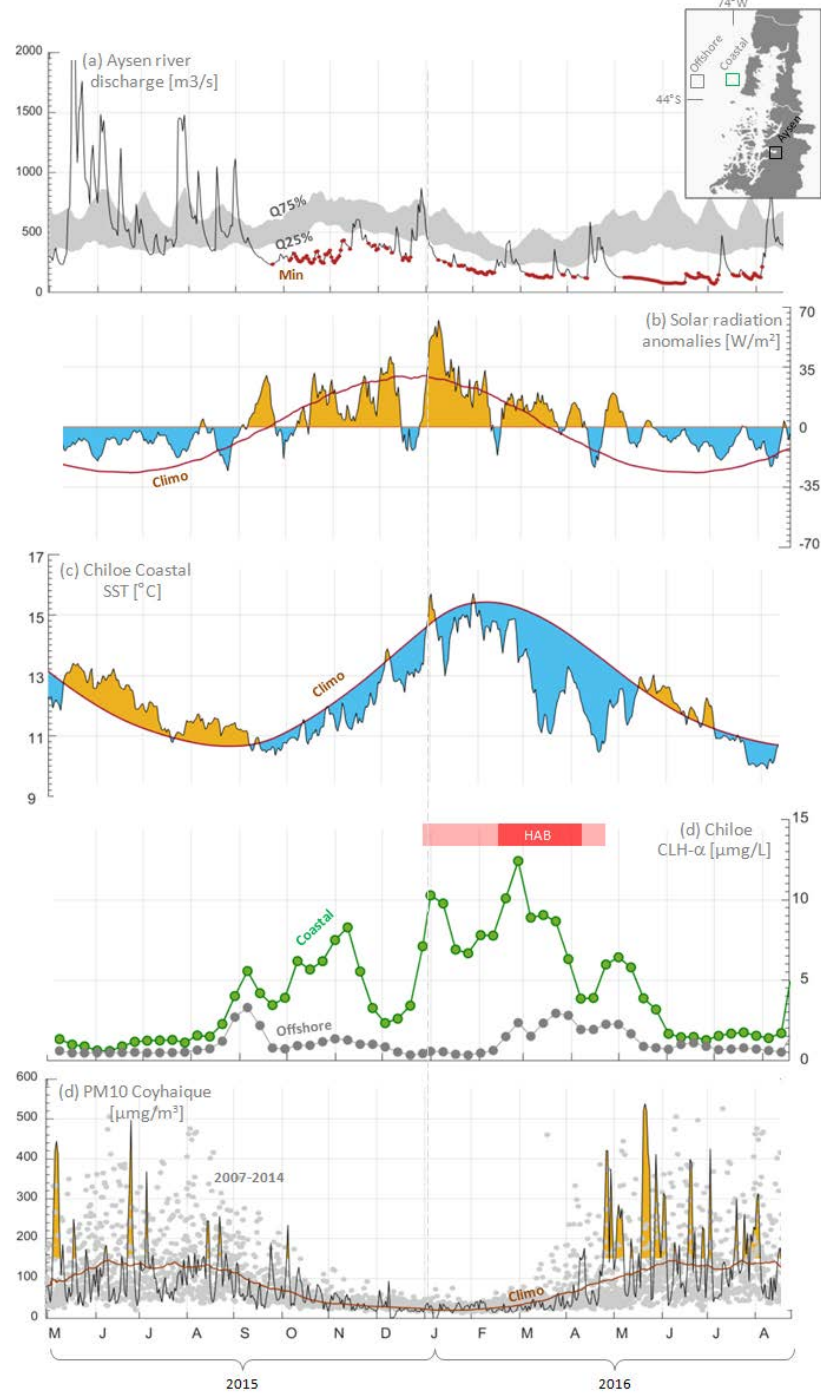 74°W
Offshore
Coastal
44°S
Aysen
(a) Aysen river
discharge [m3/s]
2000
1500
1000
500
0
Q75%
Q25%
Min
(b) Solar radiation
anomalies [W/m²]
70
35
0
-35
-70
Climo
(c) Chiloe Coastal
SST [°C]
17
15
13
11
9
Climo
HAB
(d) Chiloe
CLH-α [µmg/L]
15
10
5
0
Coastal
Offshore
(d) PM10 Coyhaique
[µmg/m³]
600
500
400
300
200
100
0
2007-2014
Climo
M J J A S O N D J F M A M J J A
2015 2016